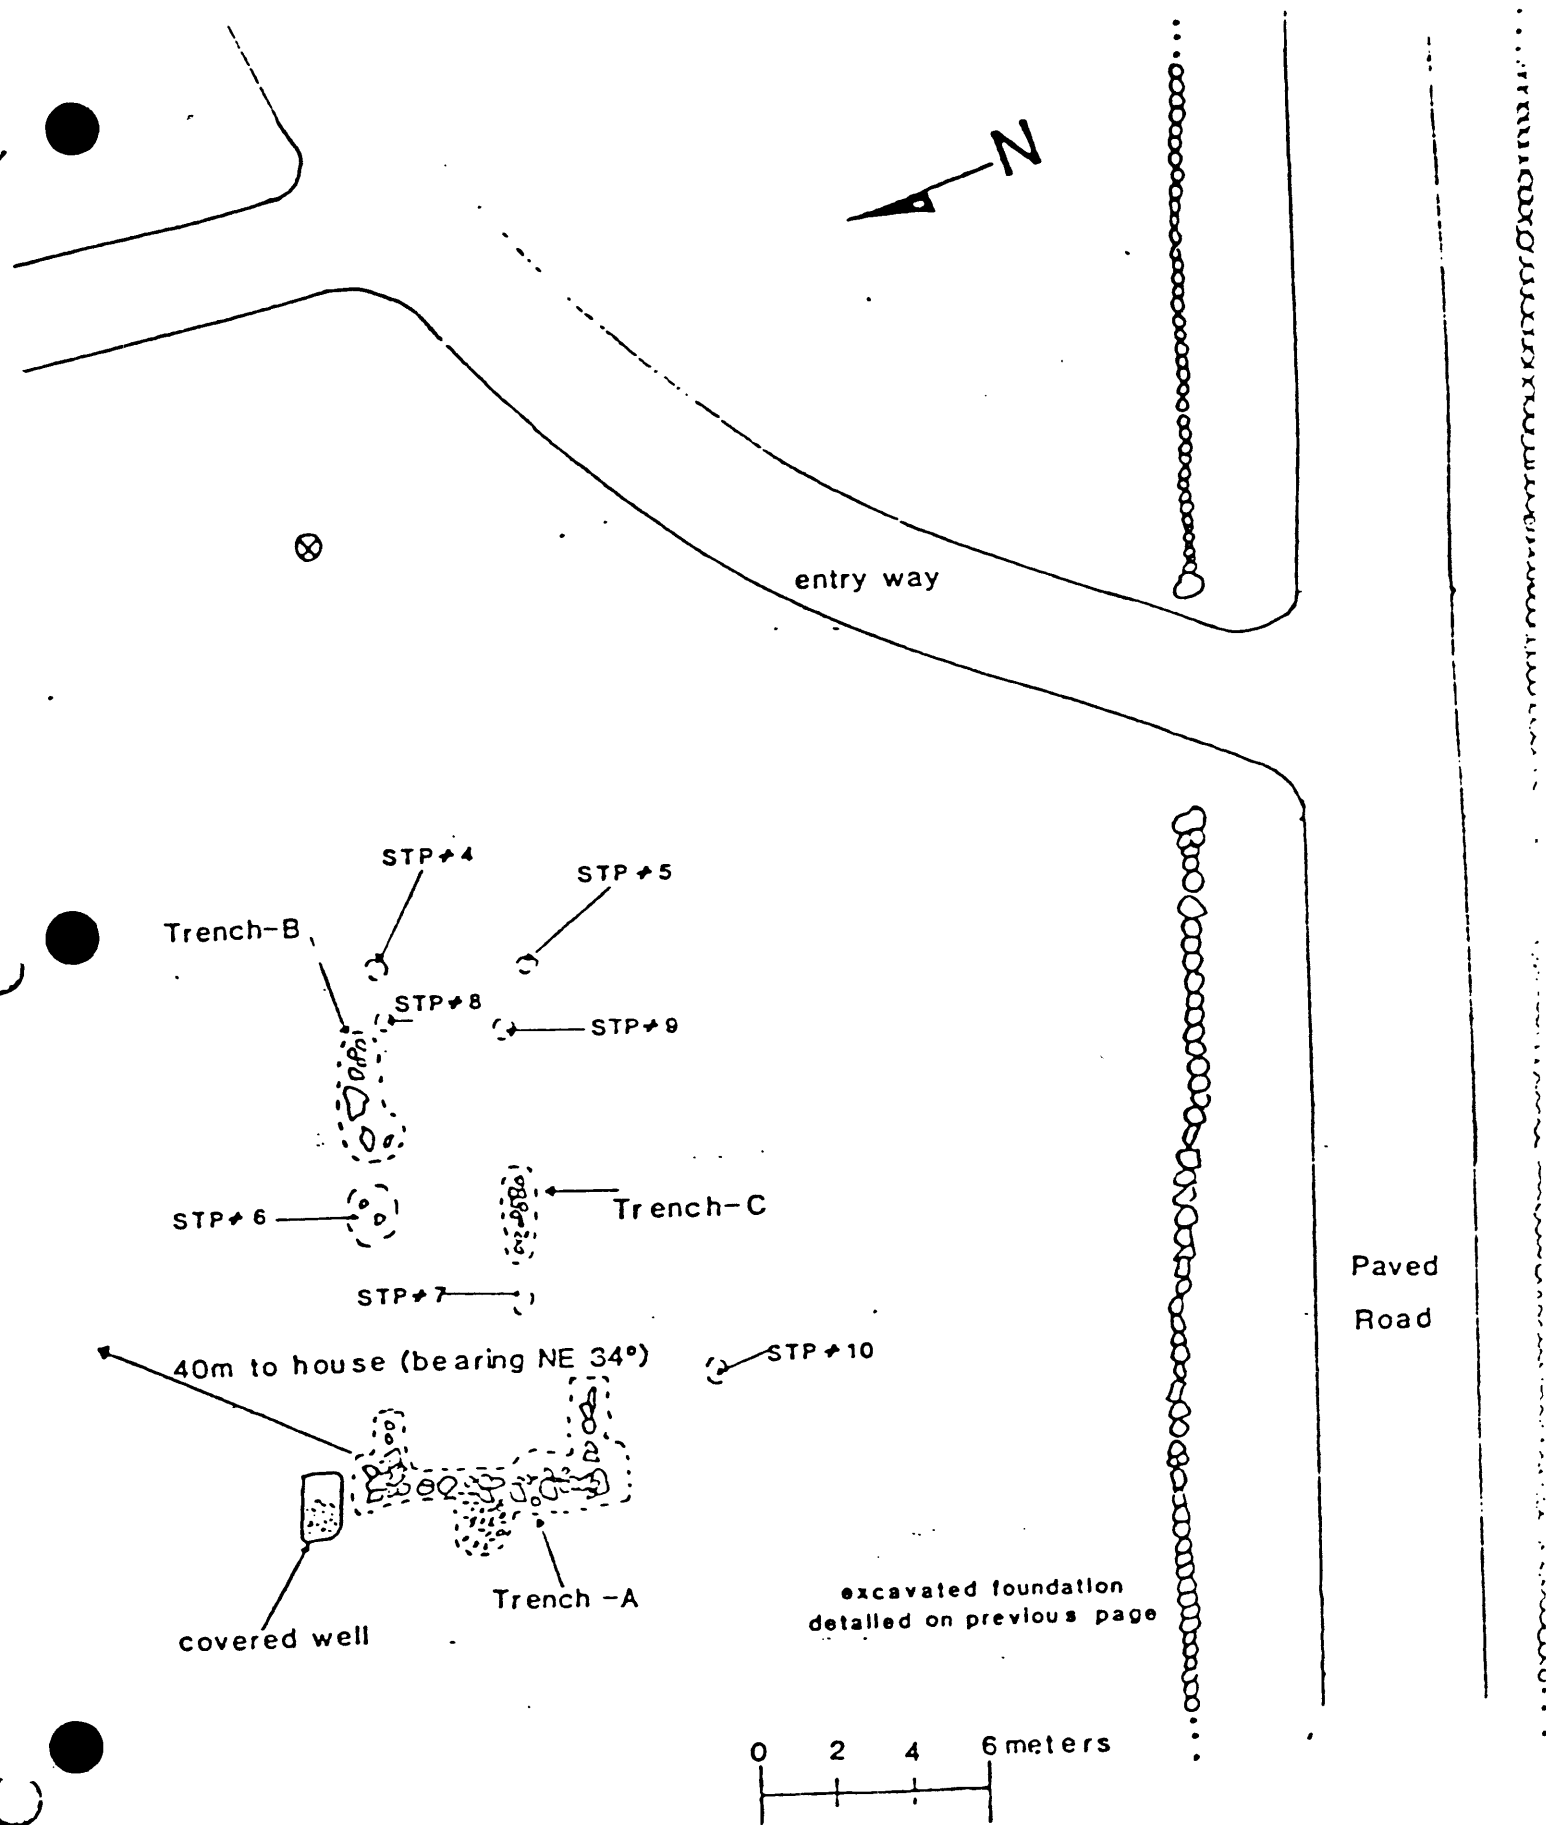 N
entry way
STP#4
STP #5
Trench-B
STP#8
STP#9
STP#6
Trench-C
STP#7
Paved
Road
40m to house (bearing NE 34°)
STP #10
Trench -A
excavated foundation
detailed on previous page
covered well
0 2 4 6 meters